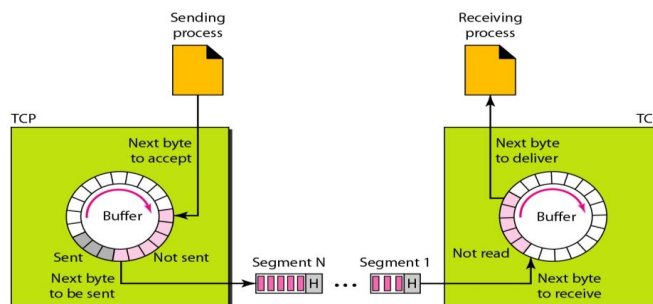 Sending
process
Receiving
process
TCP
TC
Next byte
to accept
Next byte
to deliver
Buffer
Buffer
Sent
Not sent
Not read
Next byte
to be sent
Segment N
H
...
Segment 1
H
Next byte
to receive